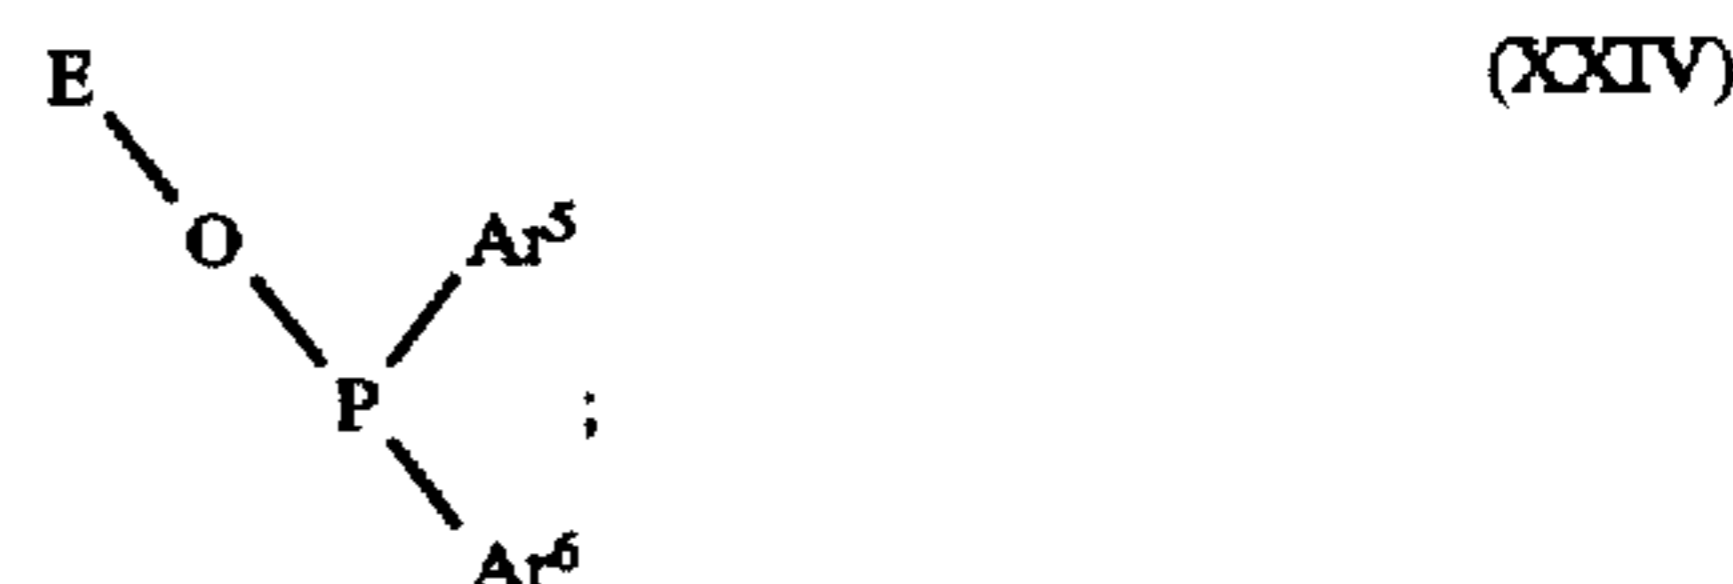 E (XXIV)
O Ar⁵
P ;
Ar⁶